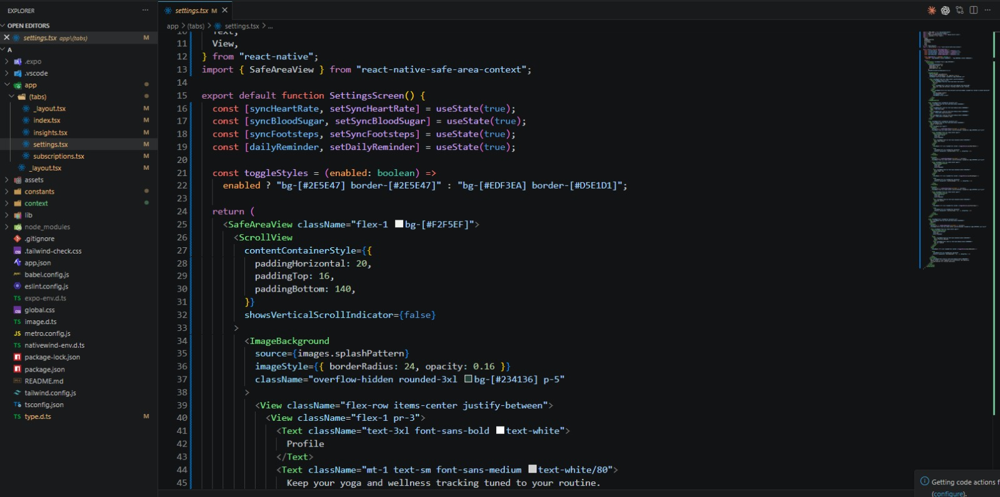 EXPLORER
OPEN EDITORS
settings.tsx app\(tabs) M
A
.expo
.vscode
app
(tabs)
_layout.tsx M
index.tsx M
insights.tsx M
settings.tsx M
subscriptions.tsx M
_layout.tsx M
assets
constants
context
lib
node_modules
.gitignore
.tailwind-check.css
app.json
babel.config.js
eslint.config.js
TS expo-env.d.ts
global.css
TS image.d.ts
JS metro.config.js
TS nativewind-env.d.ts
package-lock.json
package.json
README.md
tailwind.config.js
tsconfig.json
TS type.d.ts M
settings.tsx M
app > (tabs) > settings.tsx > ...
10 Text,
11 View,
12 } from "react-native";
13 import { SafeAreaView } from "react-native-safe-area-context";
14
15 export default function SettingsScreen() {
16 const [syncHeartRate, setSyncHeartRate] = useState(true);
17 const [syncBloodSugar, setSyncBloodSugar] = useState(true);
18 const [syncFootsteps, setSyncFootsteps] = useState(true);
19 const [dailyReminder, setDailyReminder] = useState(true);
20
21 const toggleStyles = (enabled: boolean) =>
22 enabled ? "bg-[#2E5E47] border-[#2E5E47]" : "bg-[#EDF3EA] border-[#D5E1D1]";
23
24 return (
25 <SafeAreaView className="flex-1 bg-[#F2F5EF]">
26 <ScrollView
27 contentContainerStyle={{
28 paddingHorizontal: 20,
29 paddingTop: 16,
30 paddingBottom: 140,
31 }}
32 showsVerticalScrollIndicator={false}
33 >
34 <ImageBackground
35 source={images.splashPattern}
36 imageStyle={{ borderRadius: 24, opacity: 0.16 }}
37 className="overflow-hidden rounded-3xl bg-[#234136] p-5"
38 >
39 <View className="flex-row items-center justify-between">
40 <View className="flex-1 pr-3">
41 <Text className="text-3xl font-sans-bold text-white">
42 Profile
43 </Text>
44 <Text className="mt-1 text-sm font-sans-medium text-white/80">
45 Keep your yoga and wellness tracking tuned to your routine.
Getting code actions f
(configure).